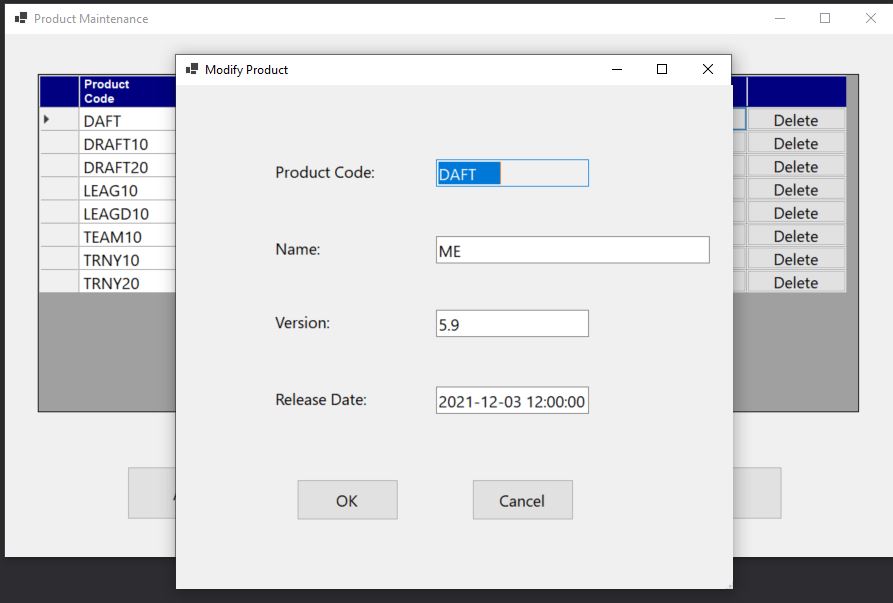 Product Maintenance
Modify Product
Product
Code
DAFT
DRAFT10
DRAFT20
LEAG10
LEAGD10
TEAM10
TRNY10
TRNY20
Product Code:
DAFT
Name:
ME
Version:
5.9
Release Date:
2021-12-03 12:00:00
OK
Cancel
Delete
Delete
Delete
Delete
Delete
Delete
Delete
Delete